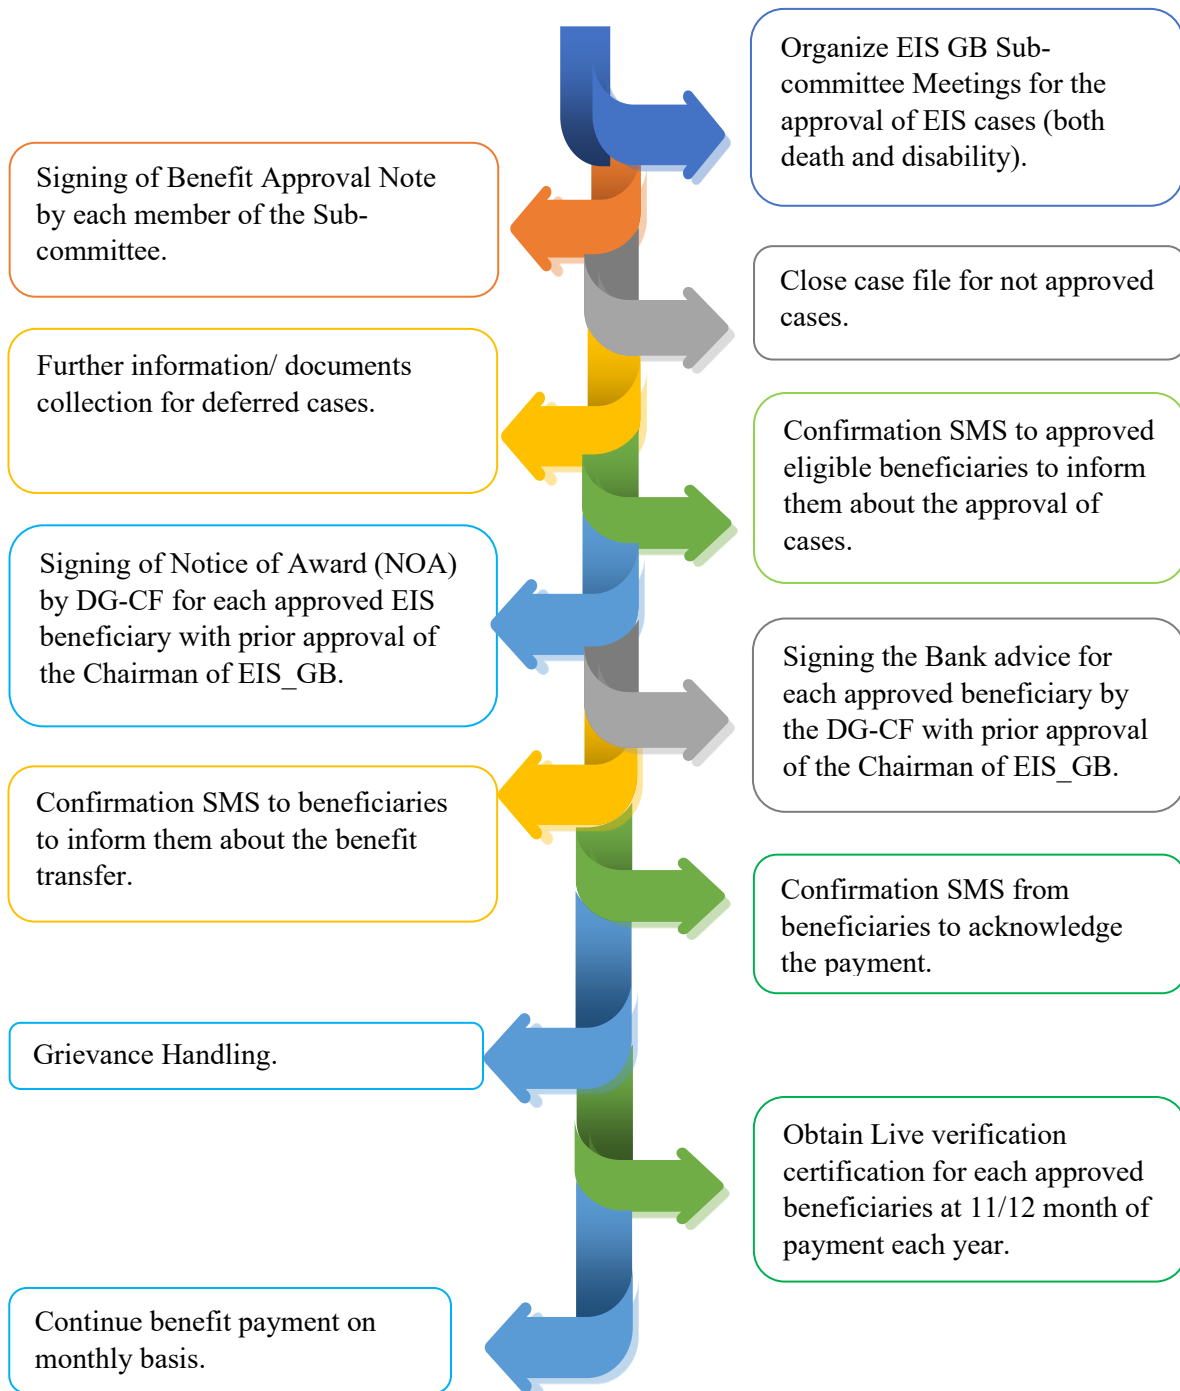 Organize EIS GB Sub-
committee Meetings for the
approval of EIS cases (both
death and disability).
Signing of Benefit Approval Note
by each member of the Sub-
committee.
Close case file for not approved
cases.
Further information/ documents
collection for deferred cases.
Confirmation SMS to approved
eligible beneficiaries to inform
them about the approval of
cases.
Signing of Notice of Award (NOA)
by DG-CF for each approved EIS
beneficiary with prior approval of
the Chairman of EIS_GB.
Signing the Bank advice for
each approved beneficiary by
the DG-CF with prior approval
of the Chairman of EIS_GB.
Confirmation SMS to beneficiaries
to inform them about the benefit
transfer.
Confirmation SMS from
beneficiaries to acknowledge
the payment.
Grievance Handling.
Obtain Live verification
certification for each approved
beneficiaries at 11/12 month of
payment each year.
Continue benefit payment on
monthly basis.